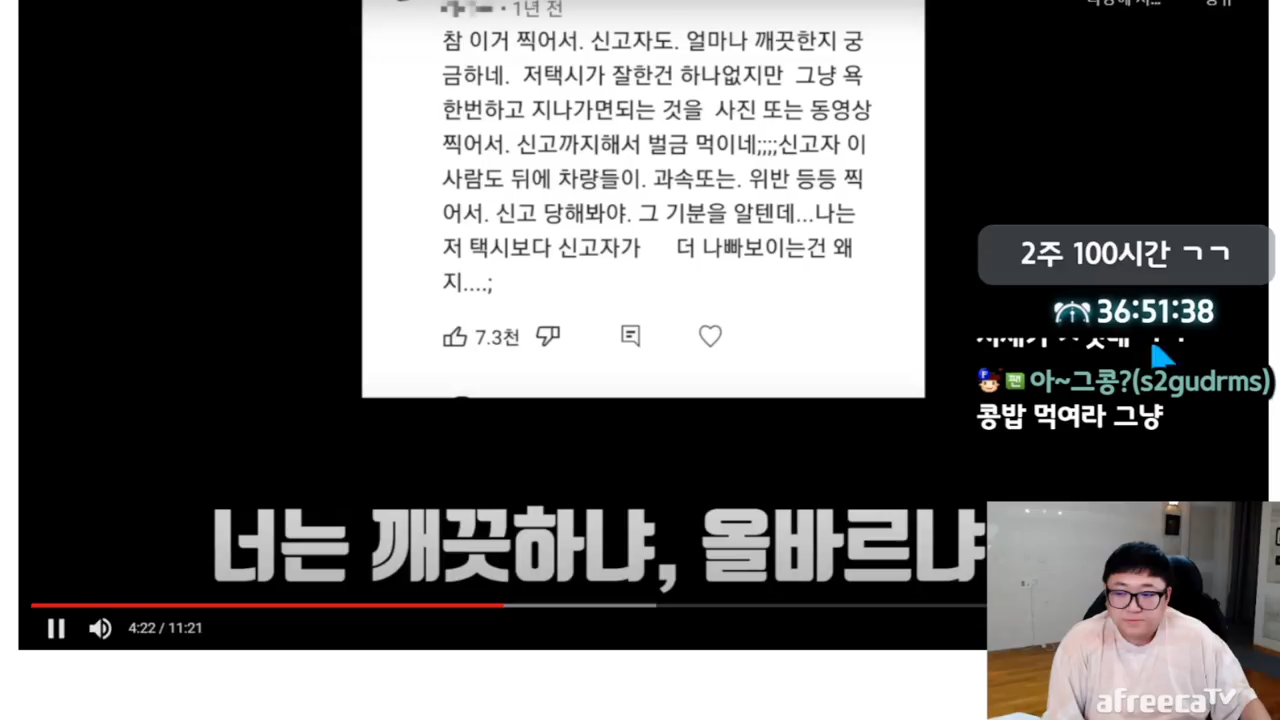 · 1년 전
참 이거 찍어서. 신고자도. 얼마나 깨끗한지 궁
금하네.  저택시가 잘한건 하나없지만  그냥 욕
한번하고 지나가면되는 것을  사진 또는 동영상
찍어서. 신고까지해서 벌금 먹이네;;;;신고자 이
사람도 뒤에 차량들이. 과속또는. 위반 등등 찍
어서. 신고 당해봐야. 그 기분을 알텐데...나는
저 택시보다 신고자가      더 나빠보이는건 왜
지....;
7.3천
2주 100시간 ㄱㄱ
36:51:38
팬 아~그콩?(s2gudrms)
콩밥 먹여라 그냥
너는 깨끗하냐, 올바르냐
4:22 / 11:21
afreecaTV